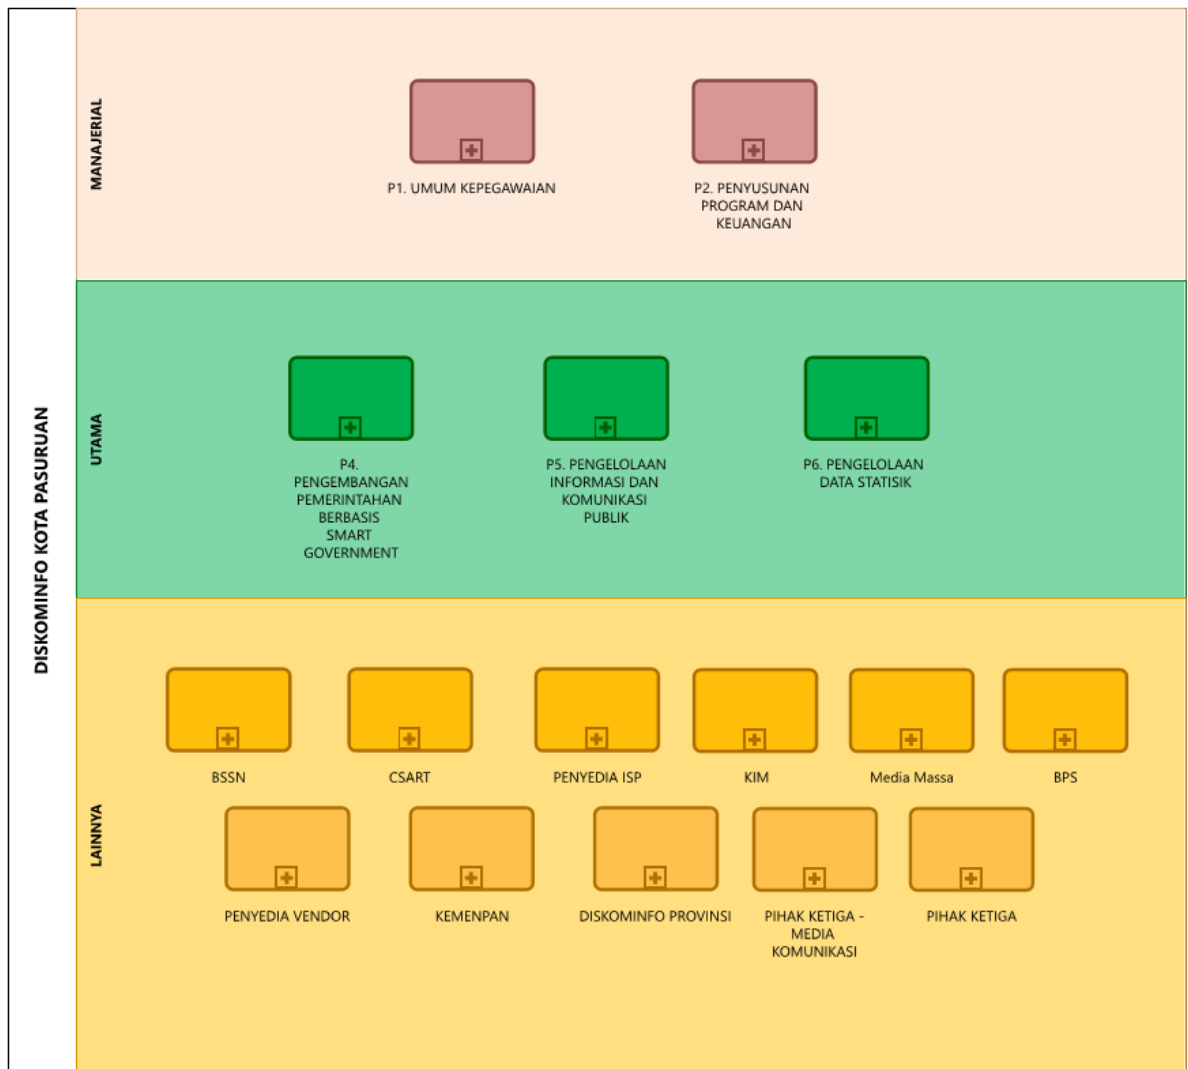 DISKOMINFO KOTA PASURUAN
MANAJERIAL
P1. UMUM KEPEGAWAIAN
P2. PENYUSUNAN
PROGRAM DAN
KEUANGAN
UTAMA
P4.
PENGEMBANGAN
PEMERINTAHAN
BERBASIS
SMART
GOVERNMENT
P5. PENGELOLAAN
INFORMASI DAN
KOMUNIKASI
PUBLIK
P6. PENGELOLAAN
DATA STATISIK
LAINNYA
BSSN
CSART
PENYEDIA ISP
KIM
Media Massa
BPS
PENYEDIA VENDOR
KEMENPAN
DISKOMINFO PROVINSI
PIHAK KETIGA -
MEDIA
KOMUNIKASI
PIHAK KETIGA